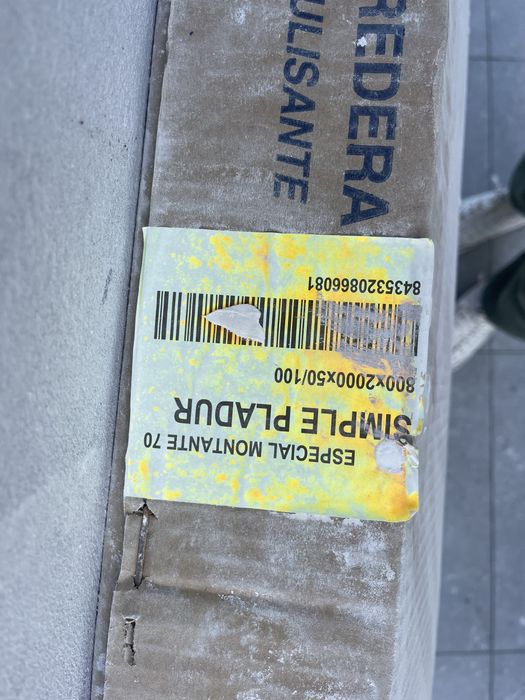 REDERA
ULISANTE
ESPECIAL MONTANTE 70
SIMPLE PLADUR
800x2000x50/100
8435320866081